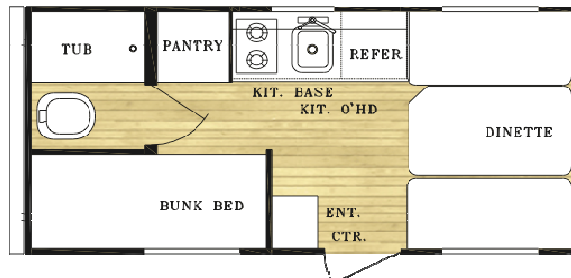 TUB
PANTRY
REFER
KIT. BASE
KIT. O'HD
DINETTE
BUNK BED
ENT.
CTR.